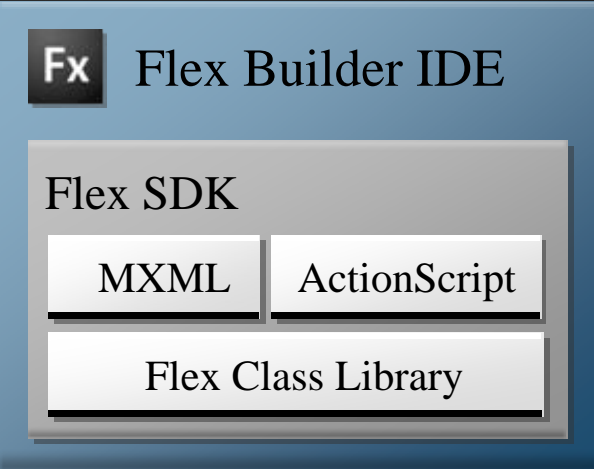 Fx Flex Builder IDE
Flex SDK
MXML ActionScript
Flex Class Library